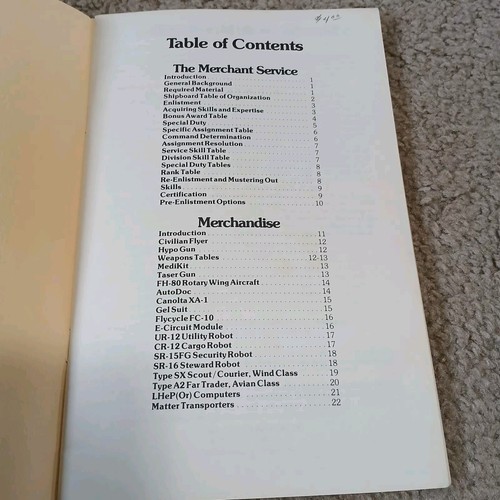 $4.00
Table of Contents
The Merchant Service
Introduction 1
General Background 1
Required Material 1
Shipboard Table of Organization 2
Enlistment 3
Acquiring Skills and Expertise 3
Bonus Award Table 4
Special Duty 5
Specific Assignment Table 6
Command Determination 6
Assignment Resolution 7
Service Skill Table 7
Division Skill Table 7
Special Duty Tables 8
Rank Table 8
Re-Enlistment and Mustering Out 8
Skills 9
Certification 9
Pre-Enlistment Options 10
Merchandise
Introduction 11
Civilian Flyer 12
Hypo Gun 12
Weapons Tables 12-13
MediKit 13
Taser Gun 13
FH-80 Rotary Wing Aircraft 14
AutoDoc 14
Canolta XA-1 15
Gel Suit 15
Flycycle FC-10 16
E-Circuit Module 16
UR-12 Utility Robot 17
CR-12 Cargo Robot 17
SR-15FG Security Robot 18
SR-16 Steward Robot 18
Type SX Scout / Courier, Wind Class 19
Type A2 Far Trader, Avian Class 20
LHeP(Or) Computers 21
Matter Transporters 22